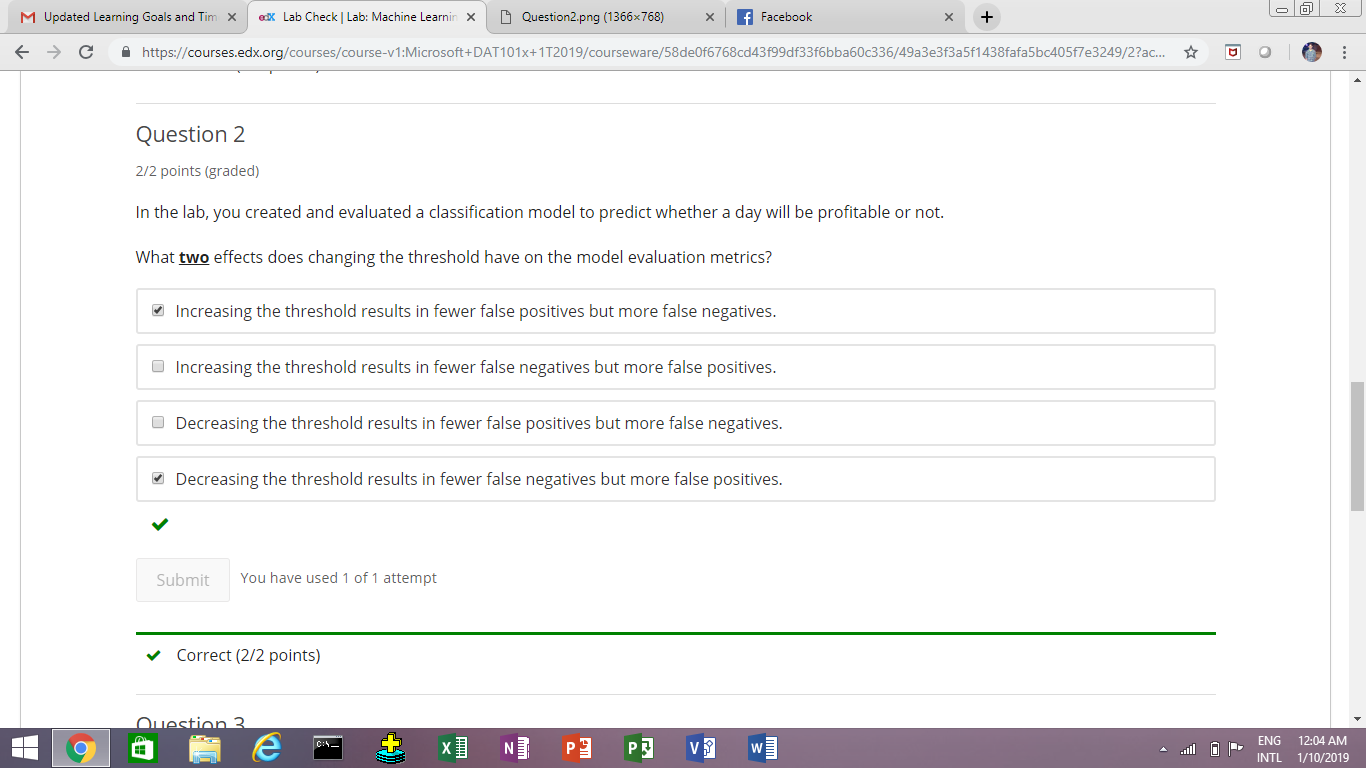 Updated Learning Goals and Tim
edX Lab Check | Lab: Machine Learnin
Question2.png (1366×768)
Facebook
https://courses.edx.org/courses/course-v1:Microsoft+DAT101x+1T2019/courseware/58de0f6768cd43f99df33f6bba60c336/49a3e3f3a5f1438fafa5bc405f7e3249/2?ac...
Question 2
2/2 points (graded)
In the lab, you created and evaluated a classification model to predict whether a day will be profitable or not.
What two effects does changing the threshold have on the model evaluation metrics?
Increasing the threshold results in fewer false positives but more false negatives.
Increasing the threshold results in fewer false negatives but more false positives.
Decreasing the threshold results in fewer false positives but more false negatives.
Decreasing the threshold results in fewer false negatives but more false positives.
Submit
You have used 1 of 1 attempt
Correct (2/2 points)
Question 3
ENG 12:04 AM
INTL 1/10/2019